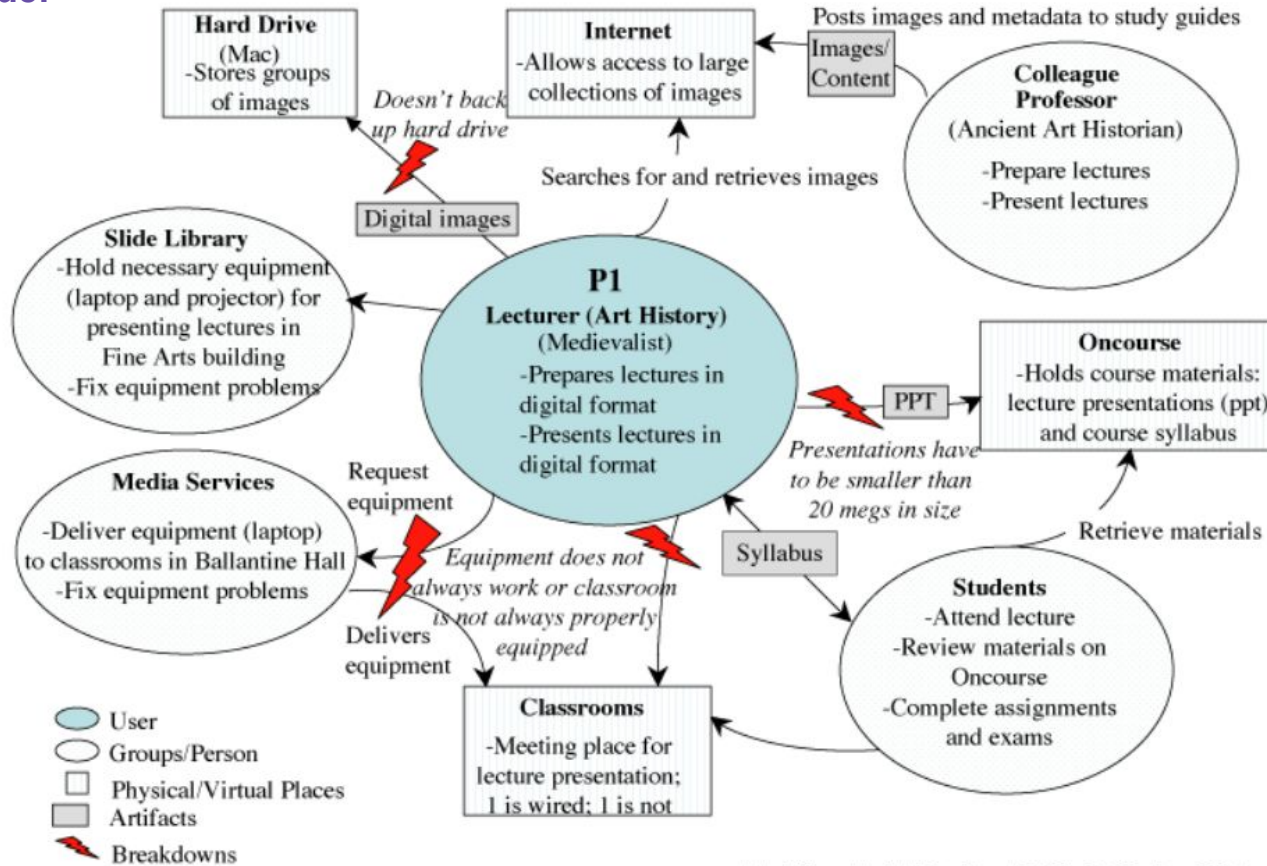 Hard Drive
(Mac)
-Stores groups
of images
Internet
-Allows access to large
collections of images
Posts images and metadata to study guides
Images/
Content
Colleague
Professor
(Ancient Art Historian)
-Prepare lectures
-Present lectures
Doesn't back
up hard drive
Searches for and retrieves images
Digital images
Slide Library
-Hold necessary equipment
(laptop and projector) for
presenting lectures in
Fine Arts building
-Fix equipment problems
P1
Lecturer (Art History)
(Medievalist)
-Prepares lectures in
digital format
-Presents lectures in
digital format
Oncourse
-Holds course materials:
lecture presentations (ppt)
and course syllabus
PPT
Presentations have
to be smaller than
20 megs in size
Media Services
-Deliver equipment (laptop)
to classrooms in Ballantine Hall
-Fix equipment problems
Request
equipment
Equipment does not
always work or classroom
is not always properly
equipped
Delivers
equipment
Syllabus
Retrieve materials
Students
-Attend lecture
-Review materials on
Oncourse
-Complete assignments
and exams
Classrooms
-Meeting place for
lecture presentation;
1 is wired; 1 is not
User
Groups/Person
Physical/Virtual Places
Artifacts
Breakdowns